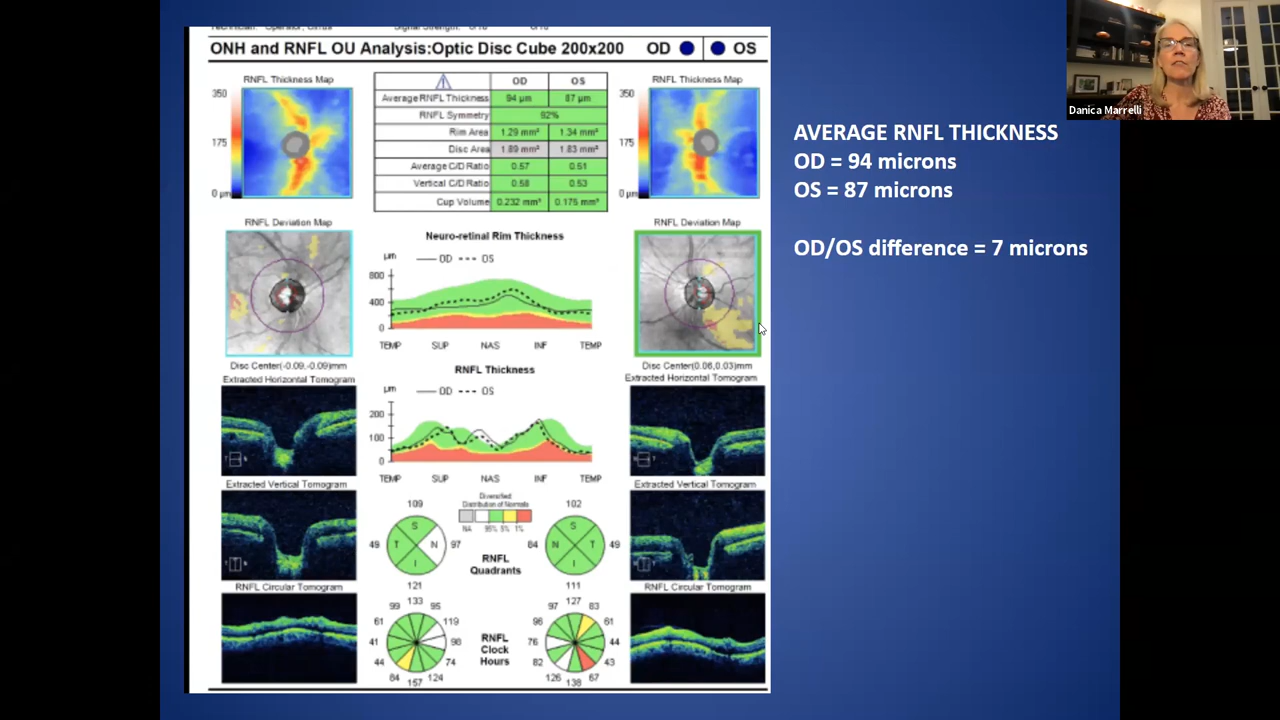 ONH and RNFL OU Analysis:Optic Disc Cube 200x200 OD OS
RNFL Thickness Map
350
175
0 µm
OD OS
Average RNFL Thickness 94 µm 87 µm
RNFL Symmetry 92%
Rim Area 1.29 mm² 1.34 mm²
Disc Area 1.89 mm² 1.83 mm²
Average C/D Ratio 0.57 0.51
Vertical C/D Ratio 0.58 0.53
Cup Volume 0.232 mm³ 0.175 mm³
RNFL Thickness Map
350
175
0 µm
RNFL Deviation Map
Disc Center(-0.09,-0.09)mm
Neuro-retinal Rim Thickness
µm OD OS
800
400
0
TEMP SUP NAS INF TEMP
RNFL Deviation Map
Disc Center(0.06,0.03)mm
Extracted Horizontal Tomogram
RNFL Thickness
µm OD OS
200
100
0
TEMP SUP NAS INF TEMP
Extracted Horizontal Tomogram
Extracted Vertical Tomogram
Extracted Vertical Tomogram
Diversified
Distribution of Normals
NA 95% 5% 1%
109
S
49 T N 97
I
121
RNFL
Quadrants
102
S
84 N T 49
I
111
RNFL Circular Tomogram
133
99 95
61 119
41 98
44 74
84 124
157
RNFL
Clock
Hours
127
97 83
96 61
76 44
82 43
126 67
138
RNFL Circular Tomogram
AVERAGE RNFL THICKNESS
OD = 94 microns
OS = 87 microns
OD/OS difference = 7 microns
Danica Marrelli